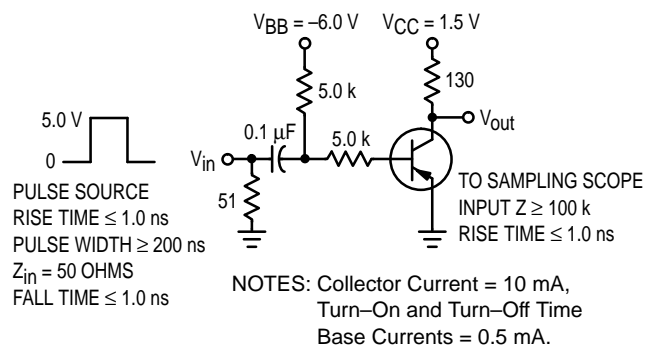 V_BB = –6.0 V
V_CC = 1.5 V
130
5.0 k
5.0 V
0
0.1 µF
5.0 k
V_out
V_in
51
PULSE SOURCE
RISE TIME ≤ 1.0 ns
PULSE WIDTH ≥ 200 ns
Z_in = 50 OHMS
FALL TIME ≤ 1.0 ns
TO SAMPLING SCOPE
INPUT Z ≥ 100 k
RISE TIME ≤ 1.0 ns
NOTES: Collector Current = 10 mA,
Turn–On and Turn–Off Time
Base Currents = 0.5 mA.